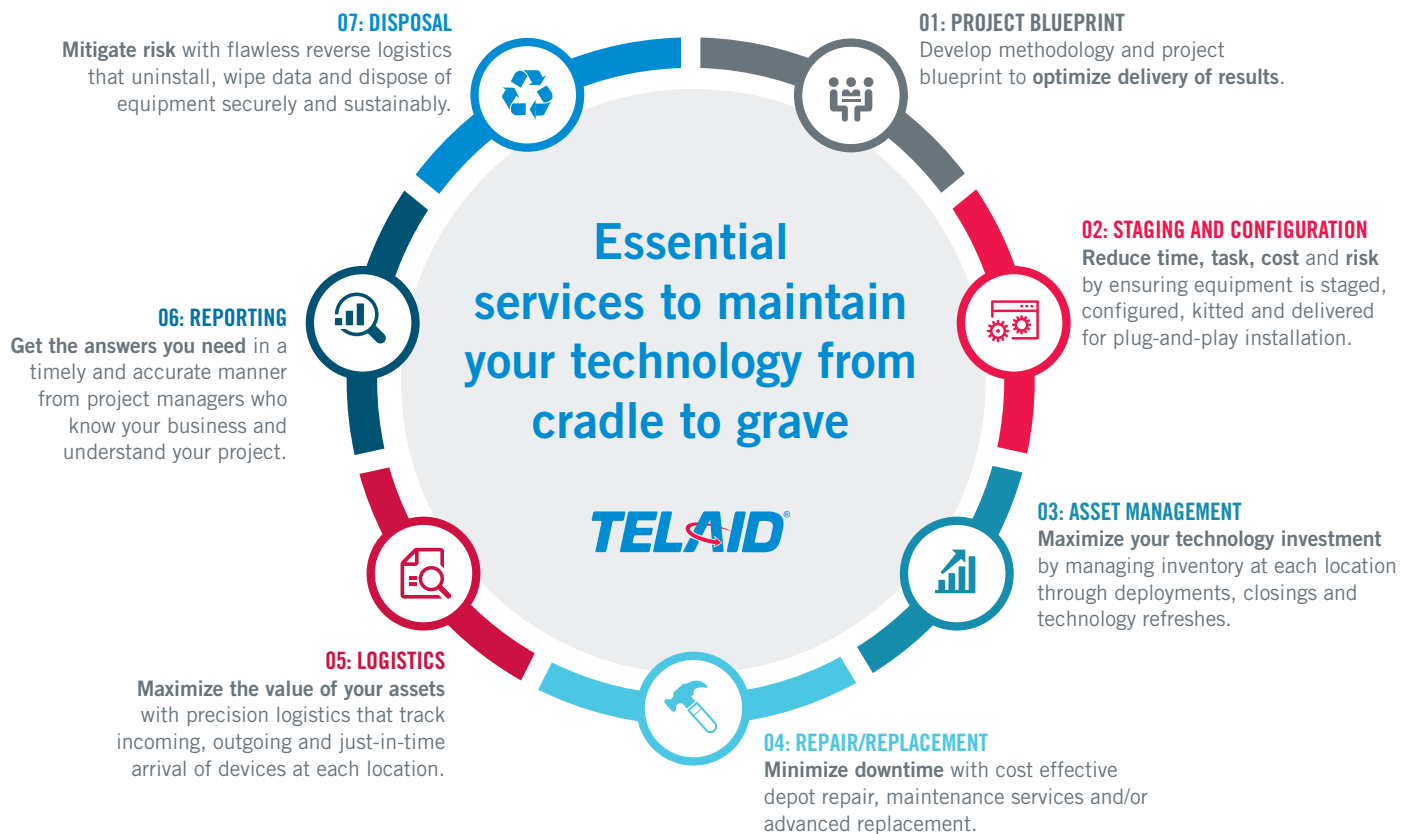 01: PROJECT BLUEPRINT
Develop methodology and project
blueprint to optimize delivery of results.
02: STAGING AND CONFIGURATION
Reduce time, task, cost and risk
by ensuring equipment is staged,
configured, kitted and delivered
for plug-and-play installation.
03: ASSET MANAGEMENT
Maximize your technology investment
by managing inventory at each location
through deployments, closings and
technology refreshes.
04: REPAIR/REPLACEMENT
Minimize downtime with cost effective
depot repair, maintenance services and/or
advanced replacement.
05: LOGISTICS
Maximize the value of your assets
with precision logistics that track
incoming, outgoing and just-in-time
arrival of devices at each location.
06: REPORTING
Get the answers you need in a
timely and accurate manner
from project managers who
know your business and
understand your project.
07: DISPOSAL
Mitigate risk with flawless reverse logistics
that uninstall, wipe data and dispose of
equipment securely and sustainably.
Essential
services to maintain
your technology from
cradle to grave
TELAID®